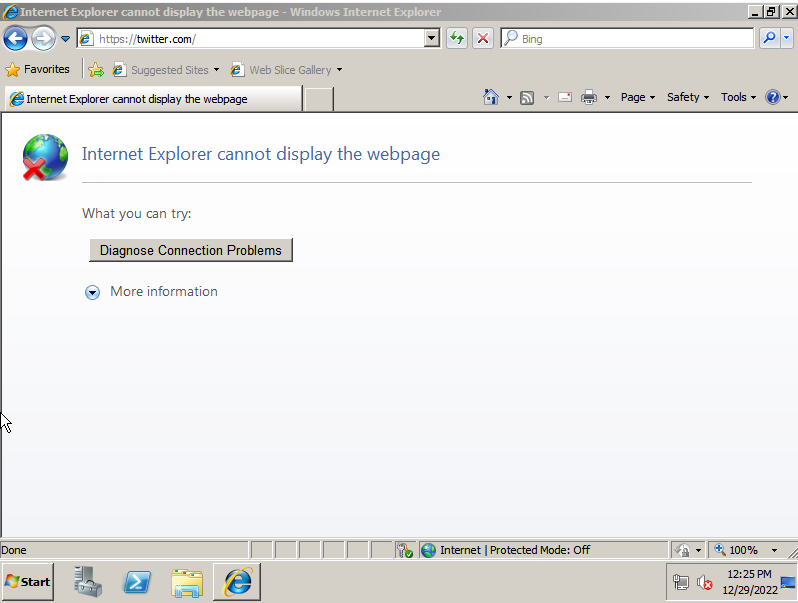 Internet Explorer cannot display the webpage - Windows Internet Explorer
https://twitter.com/
Bing
Favorites Suggested Sites Web Slice Gallery
Internet Explorer cannot display the webpage
Page Safety Tools
Internet Explorer cannot display the webpage
What you can try:
Diagnose Connection Problems
More information
Done Internet | Protected Mode: Off 100%
Start
12:25 PM
12/29/2022